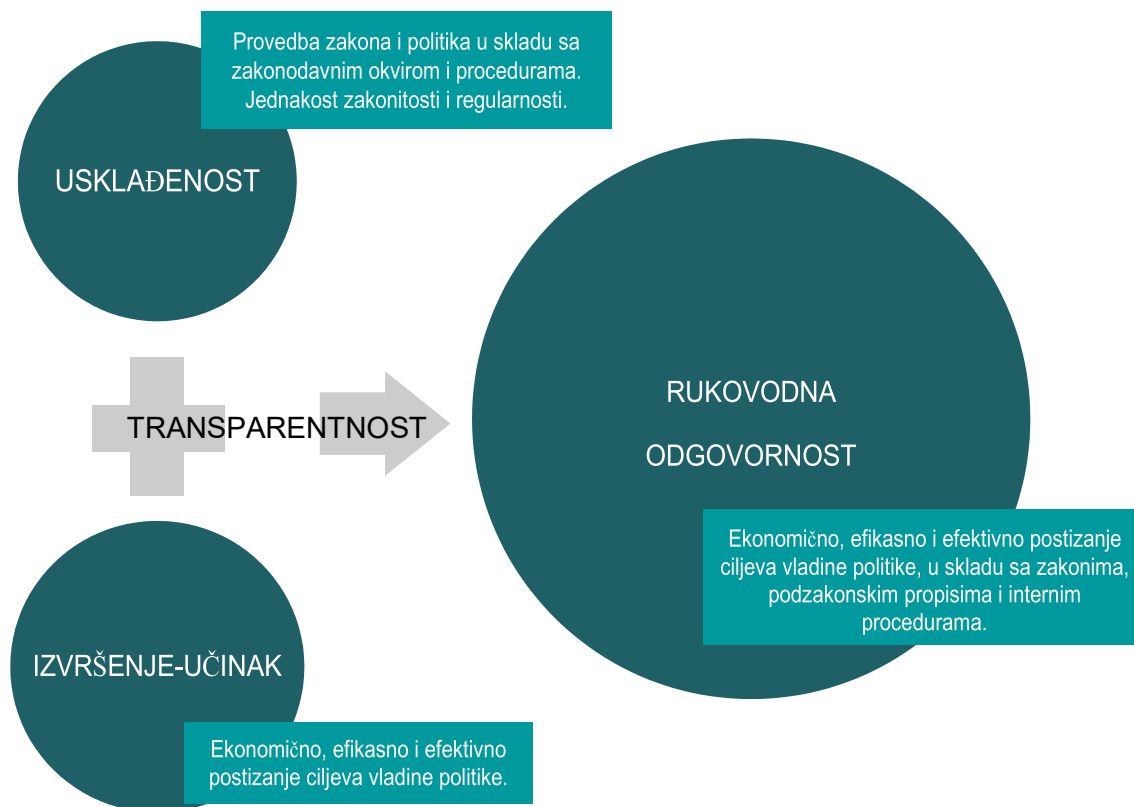 Provedba zakona i politika u skladu sa
zakonodavnim okvirom i procedurama.
Jednakost zakonitosti i regularnosti.
USKLAĐENOST
TRANSPARENTNOST
RUKOVODNA
ODGOVORNOST
Ekonomično, efikasno i efektivno postizanje
ciljeva vladine politike, u skladu sa zakonima,
podzakonskim propisima i internim
procedurama.
IZVRŠENJE-UČINAK
Ekonomično, efikasno i efektivno
postizanje ciljeva vladine politike.